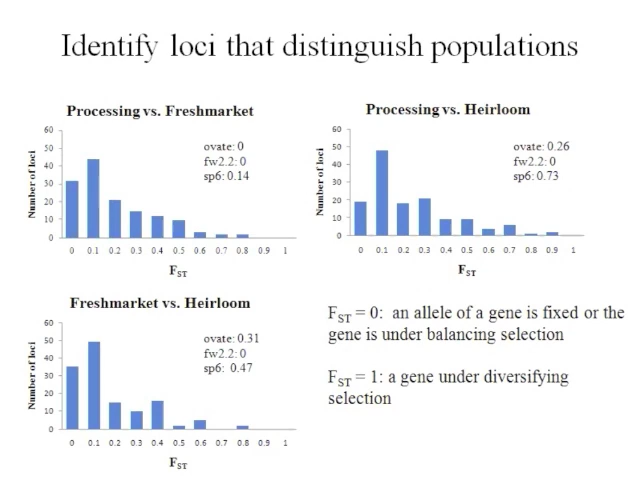 Identify loci that distinguish populations
Processing vs. Freshmarket
Number of loci
60
50
40
30
20
10
0
ovate: 0
fw2.2: 0
sp6: 0.14
0 0.1 0.2 0.3 0.4 0.5 0.6 0.7 0.8 0.9 1
FST
Processing vs. Heirloom
Number of loci
60
50
40
30
20
10
0
ovate: 0.26
fw2.2: 0
sp6: 0.73
0 0.1 0.2 0.3 0.4 0.5 0.6 0.7 0.8 0.9 1
FST
Freshmarket vs. Heirloom
Number of loci
60
50
40
30
20
10
0
ovate: 0.31
fw2.2: 0
sp6: 0.47
0 0.1 0.2 0.3 0.4 0.5 0.6 0.7 0.8 0.9 1
FST
FST = 0: an allele of a gene is fixed or the
gene is under balancing selection
FST = 1: a gene under diversifying
selection